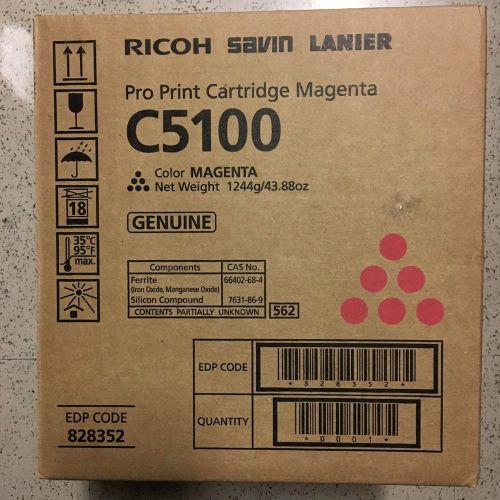 RICOH SAVIN LANIER
Pro Print Cartridge Magenta
C5100
Color MAGENTA
Net Weight 1244g/43.88oz
GENUINE
18
35°C
95°F
max.
Components CAS No.
Ferrite 66402-68-4
(Iron Oxide, Manganese Oxide)
Silicon Compound 7631-86-9
CONTENTS PARTIALLY UNKNOWN 562
EDP CODE
*828352*
QUANTITY
*0001*
EDP CODE
828352